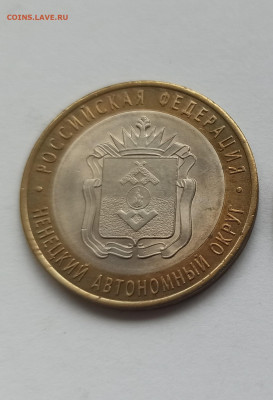 COINS.LAVE.RU
РОССИЙСКАЯ ФЕДЕРАЦИЯ
НЕНЕЦКИЙ АВТОНОМНЫЙ ОКРУГ